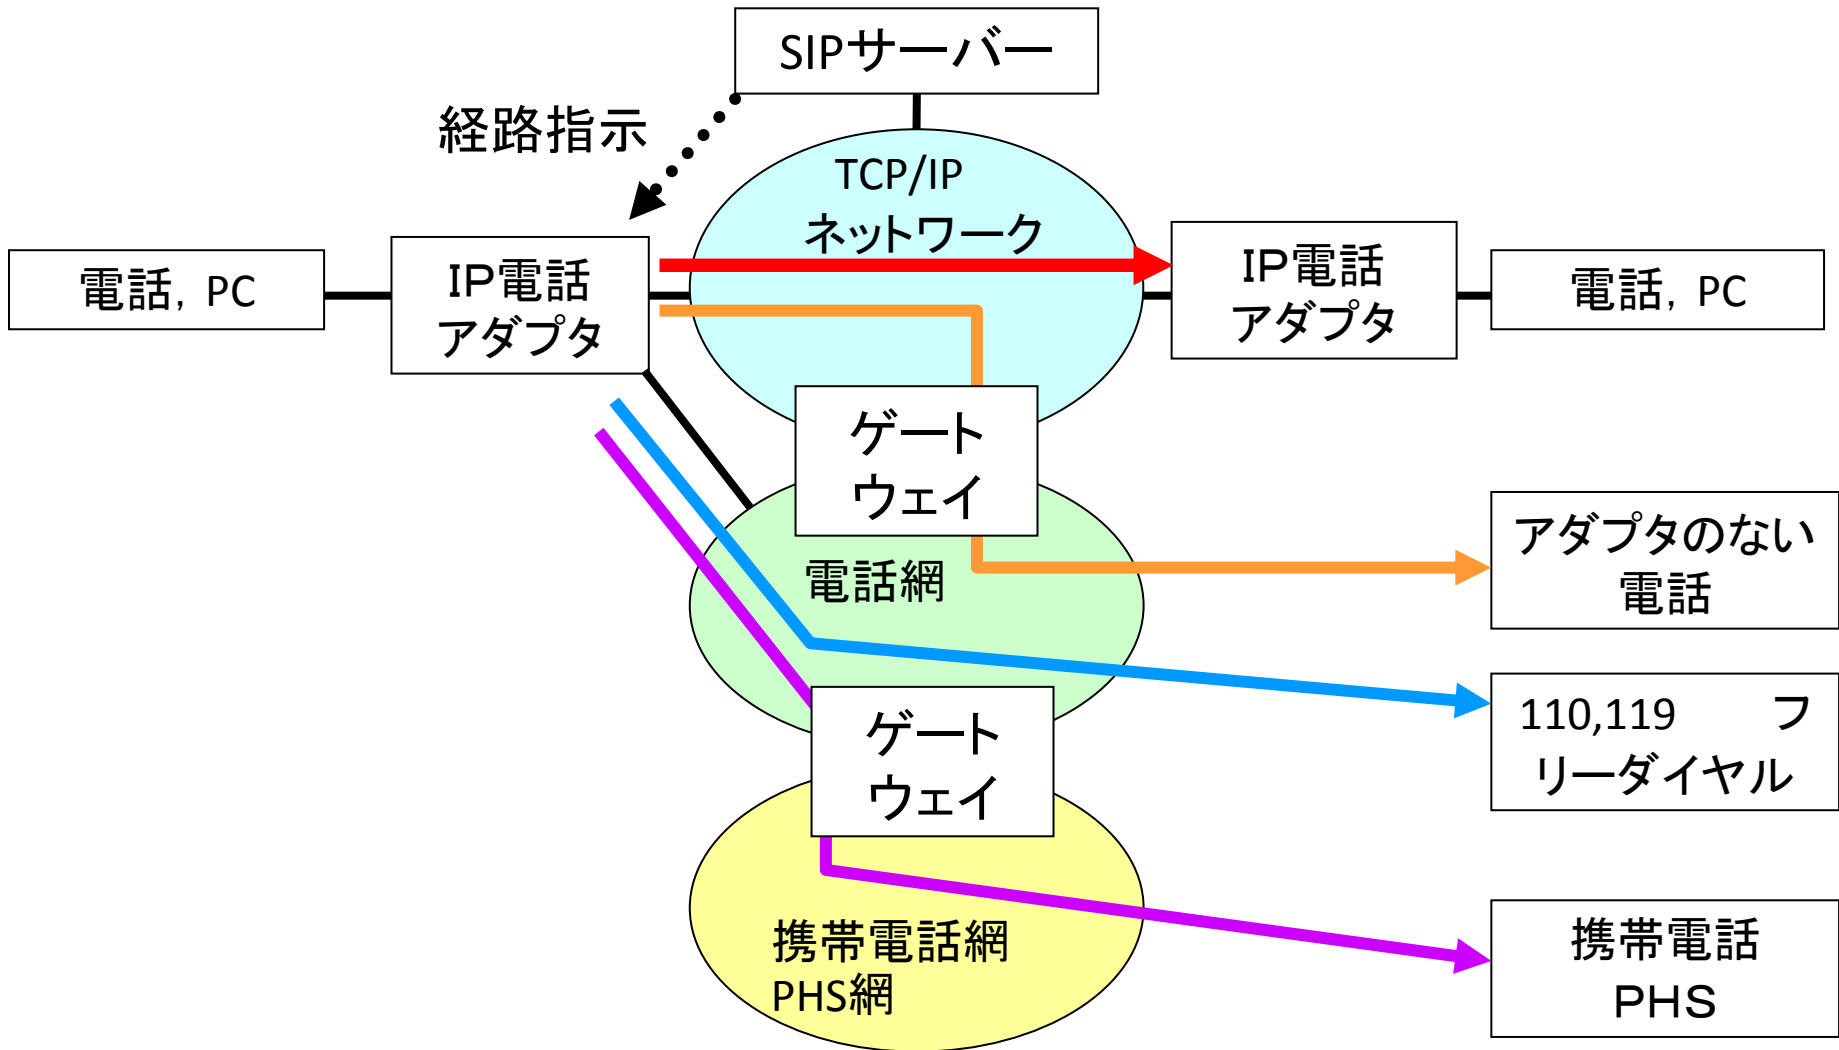 SIPサーバー
経路指示
TCP/IP
ネットワーク
電話, PC
IP電話
アダプタ
IP電話
アダプタ
電話, PC
ゲート
ウェイ
アダプタのない
電話
電話網
110,119 フ
リーダイヤル
ゲート
ウェイ
携帯電話網
PHS網
携帯電話
PHS